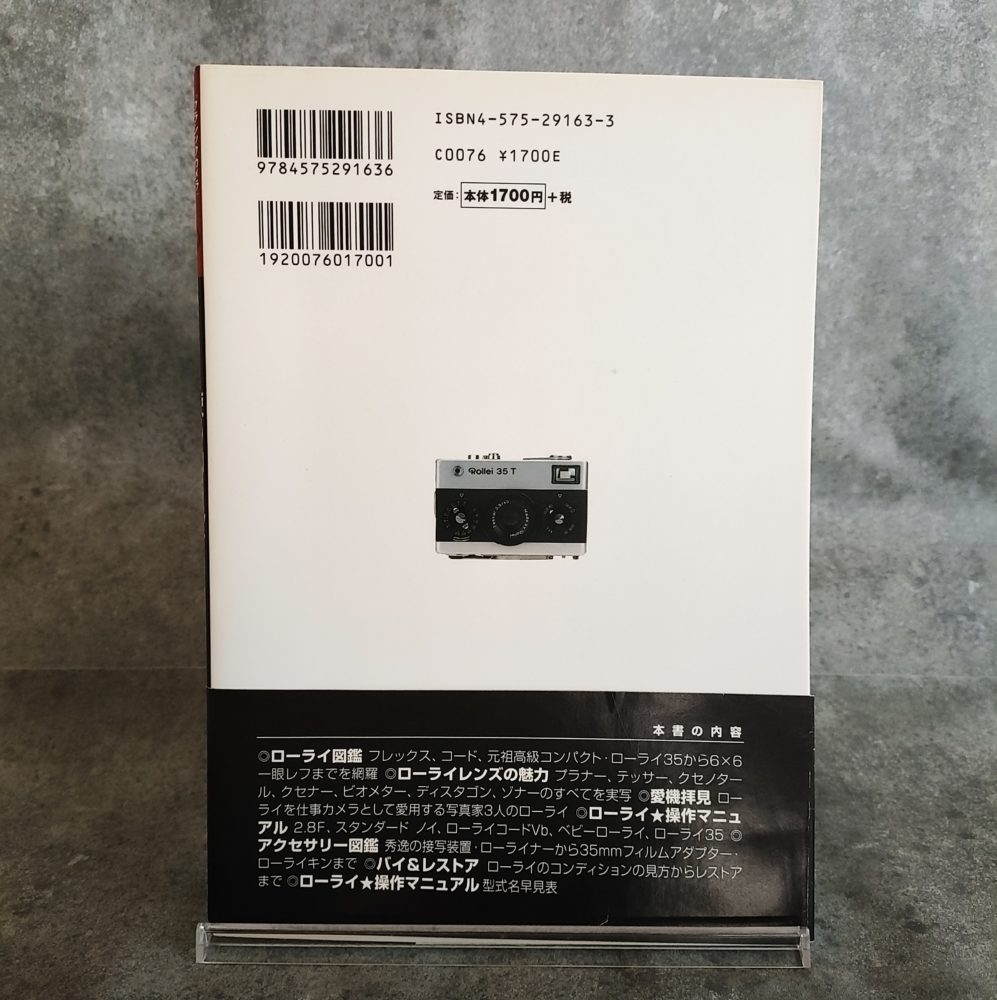 ISBN4-575-29163-3
9784575291636
C0076 ¥1700E
定価：本体1700円+税
1920076017001
Rollei 35 T
本書の内容
◎ローライ図鑑 フレックス、コード、元祖高級コンパクト・ローライ35から6×6
一眼レフまでを網羅 ◎ローライレンズの魅力 プラナー、テッサー、クセノター
ル、クセナー、ビオメター、ディスタゴン、ゾナーのすべてを実写 ◎愛機拝見 ロー
ライを仕事カメラとして愛用する写真家3人のローライ ◎ローライ★操作マニュ
アル 2.8F、スタンダード ノイ、ローライコードVb、ベビーローライ、ローライ35 ◎
アクセサリー図鑑 秀逸の接写装置・ローライナーから35mmフィルムアダプター・
ローライキンまで ◎バイ&レストア ローライのコンディションの見方からレストア
まで ◎ローライ★操作マニュアル 型式名早見表